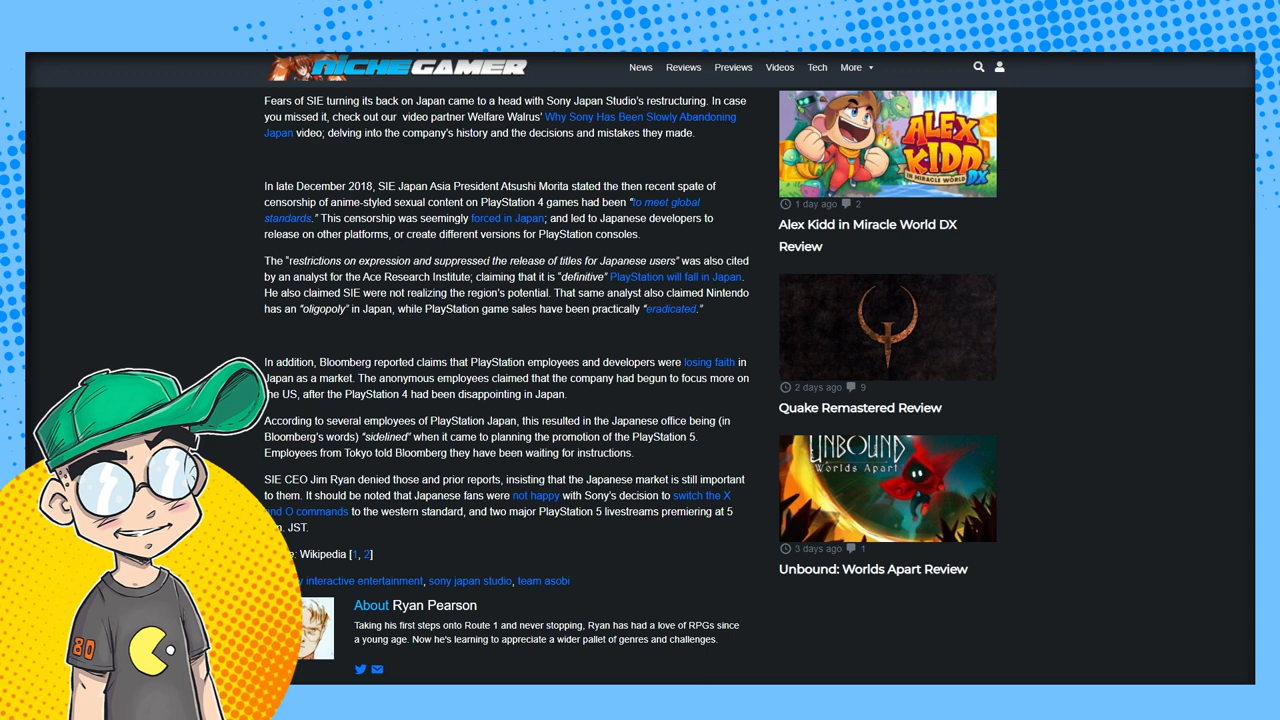 NICHEGAMER
News Reviews Previews Videos Tech More
Fears of SIE turning its back on Japan came to a head with Sony Japan Studio's restructuring. In case
you missed it, check out our video partner Welfare Walrus' Why Sony Has Been Slowly Abandoning
Japan video; delving into the company's history and the decisions and mistakes they made.
In late December 2018, SIE Japan Asia President Atsushi Morita stated the then recent spate of
censorship of anime-styled sexual content on PlayStation 4 games had been “to meet global
standards.” This censorship was seemingly forced in Japan; and led to Japanese developers to
release on other platforms, or create different versions for PlayStation consoles.
The “restrictions on expression and suppressed the release of titles for Japanese users” was also cited
by an analyst for the Ace Research Institute; claiming that it is “definitive” PlayStation will fall in Japan.
He also claimed SIE were not realizing the region's potential. That same analyst also claimed Nintendo
has an “oligopoly” in Japan, while PlayStation game sales have been practically “eradicated.”
In addition, Bloomberg reported claims that PlayStation employees and developers were losing faith in
Japan as a market. The anonymous employees claimed that the company had begun to focus more on
he US, after the PlayStation 4 had been disappointing in Japan.
According to several employees of PlayStation Japan, this resulted in the Japanese office being (in
Bloomberg's words) “sidelined” when it came to planning the promotion of the PlayStation 5.
Employees from Tokyo told Bloomberg they have been waiting for instructions.
SIE CEO Jim Ryan denied those and prior reports, insisting that the Japanese market is still important
to them. It should be noted that Japanese fans were not happy with Sony's decision to switch the X
and O commands to the western standard, and two major PlayStation 5 livestreams premiering at 5
JST.
Wikipedia [1, 2]
interactive entertainment, sony japan studio, team asobi
About Ryan Pearson
Taking his first steps onto Route 1 and never stopping, Ryan has had a love of RPGs since
a young age. Now he's learning to appreciate a wider pallet of genres and challenges.
ALEX
KIDD
IN MIRACLE WORLD
DX
1 day ago 2
Alex Kidd in Miracle World DX
Review
2 days ago 9
Quake Remastered Review
UNBOUND
Worlds Apart
3 days ago 1
Unbound: Worlds Apart Review
80